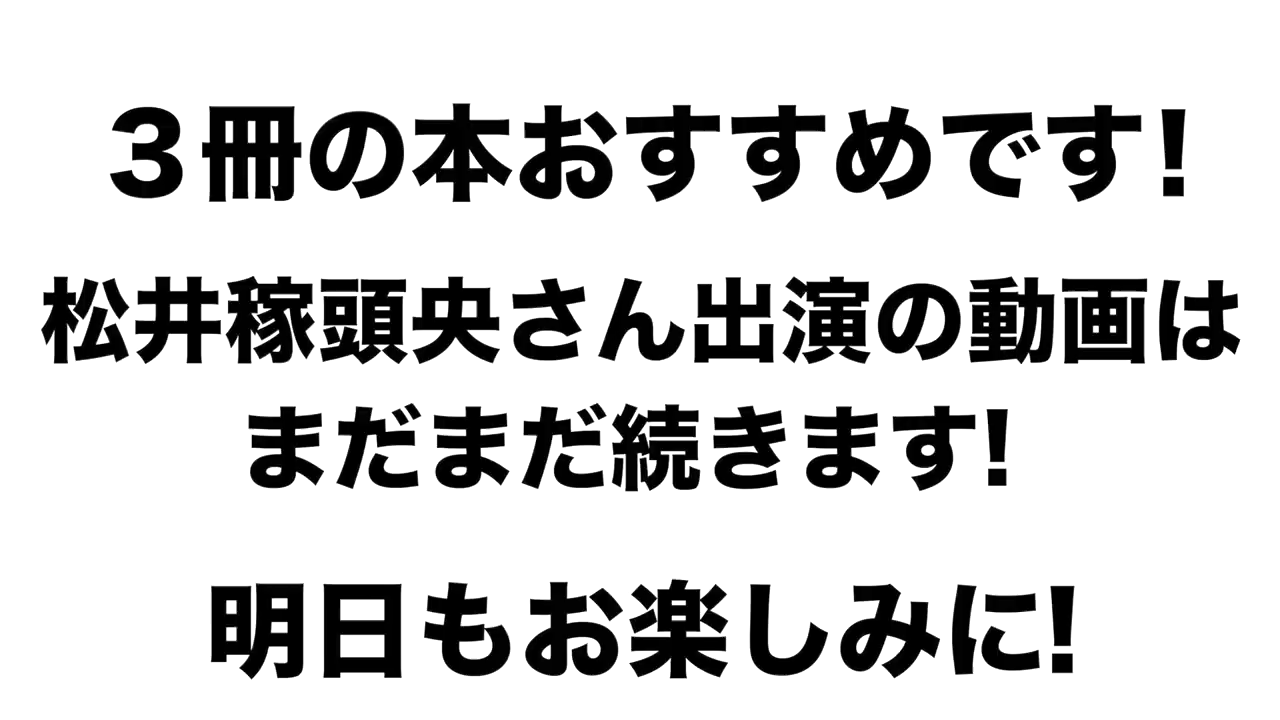 ３冊の本おすすめです！
松井稼頭央さん出演の動画は
まだまだ続きます！
明日もお楽しみに！